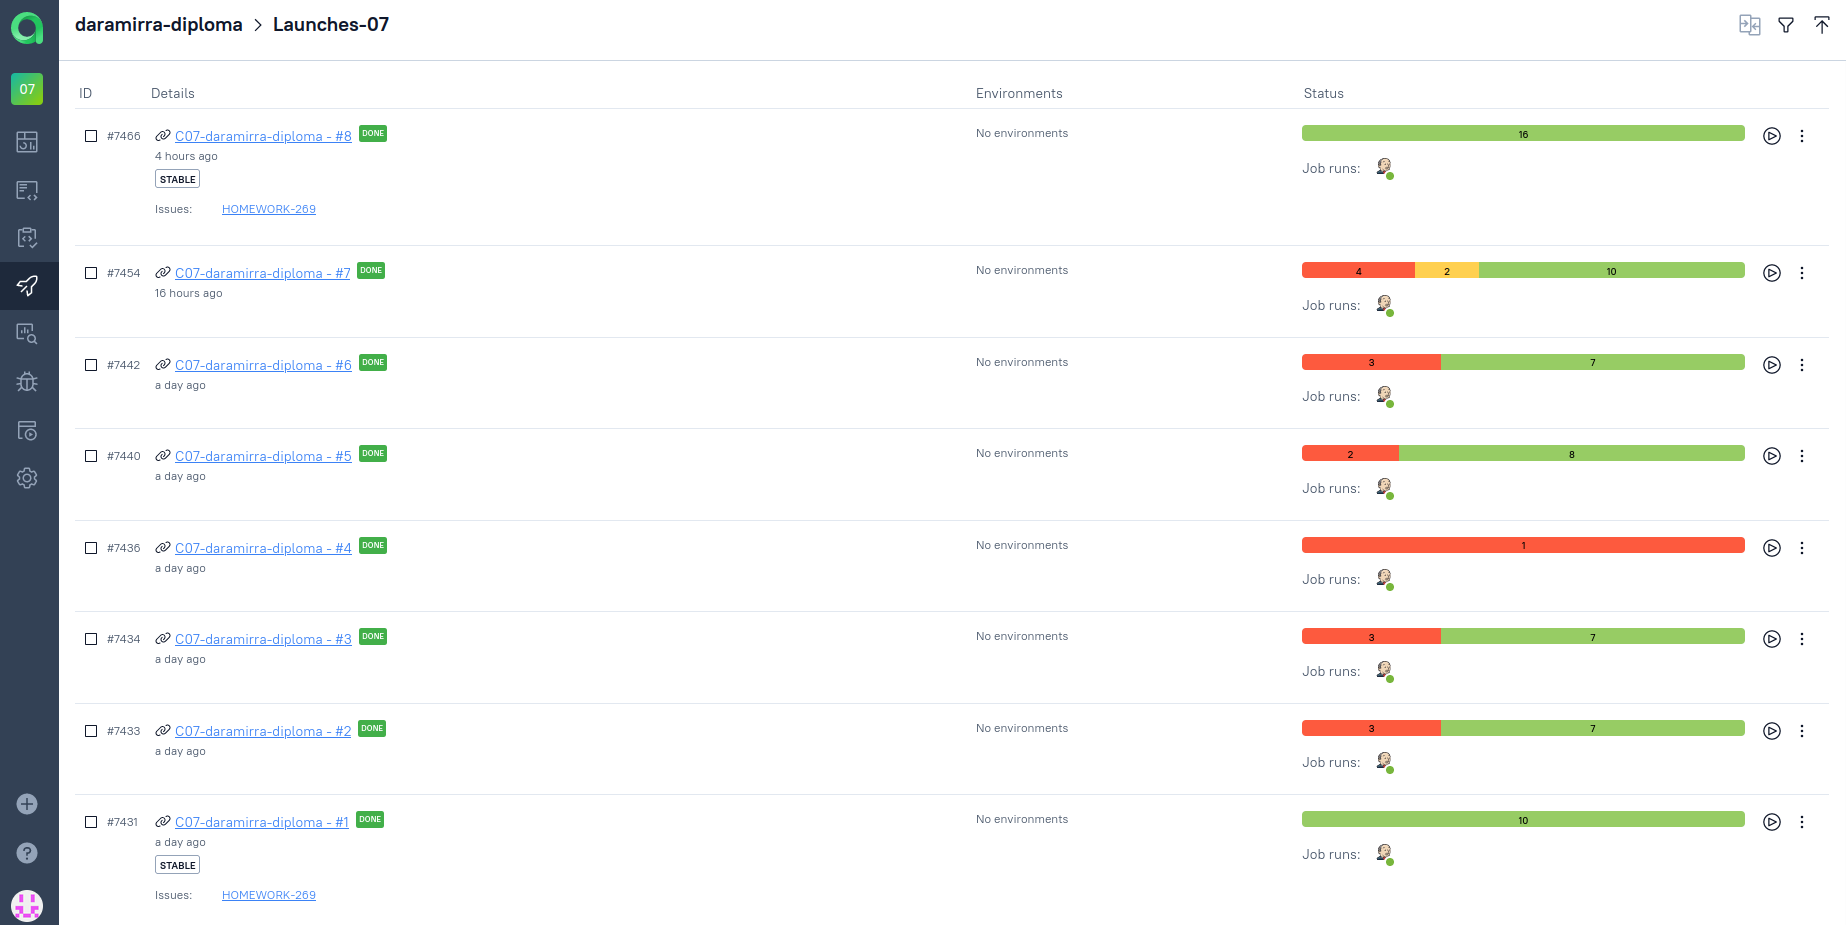 daramirra-diploma > Launches-07
07
ID Details Environments Status
#7466 C07-daramirra-diploma - #8 DONE No environments 16
4 hours ago
Job runs:
STABLE
Issues: HOMEWORK-269
#7454 C07-daramirra-diploma - #7 DONE No environments 4 2 10
16 hours ago
Job runs:
#7442 C07-daramirra-diploma - #6 DONE No environments 3 7
a day ago
Job runs:
#7440 C07-daramirra-diploma - #5 DONE No environments 2 8
a day ago
Job runs:
#7436 C07-daramirra-diploma - #4 DONE No environments 1
a day ago
Job runs:
#7434 C07-daramirra-diploma - #3 DONE No environments 3 7
a day ago
Job runs:
#7433 C07-daramirra-diploma - #2 DONE No environments 3 7
a day ago
Job runs:
#7431 C07-daramirra-diploma - #1 DONE No environments 10
a day ago
Job runs:
STABLE
Issues: HOMEWORK-269